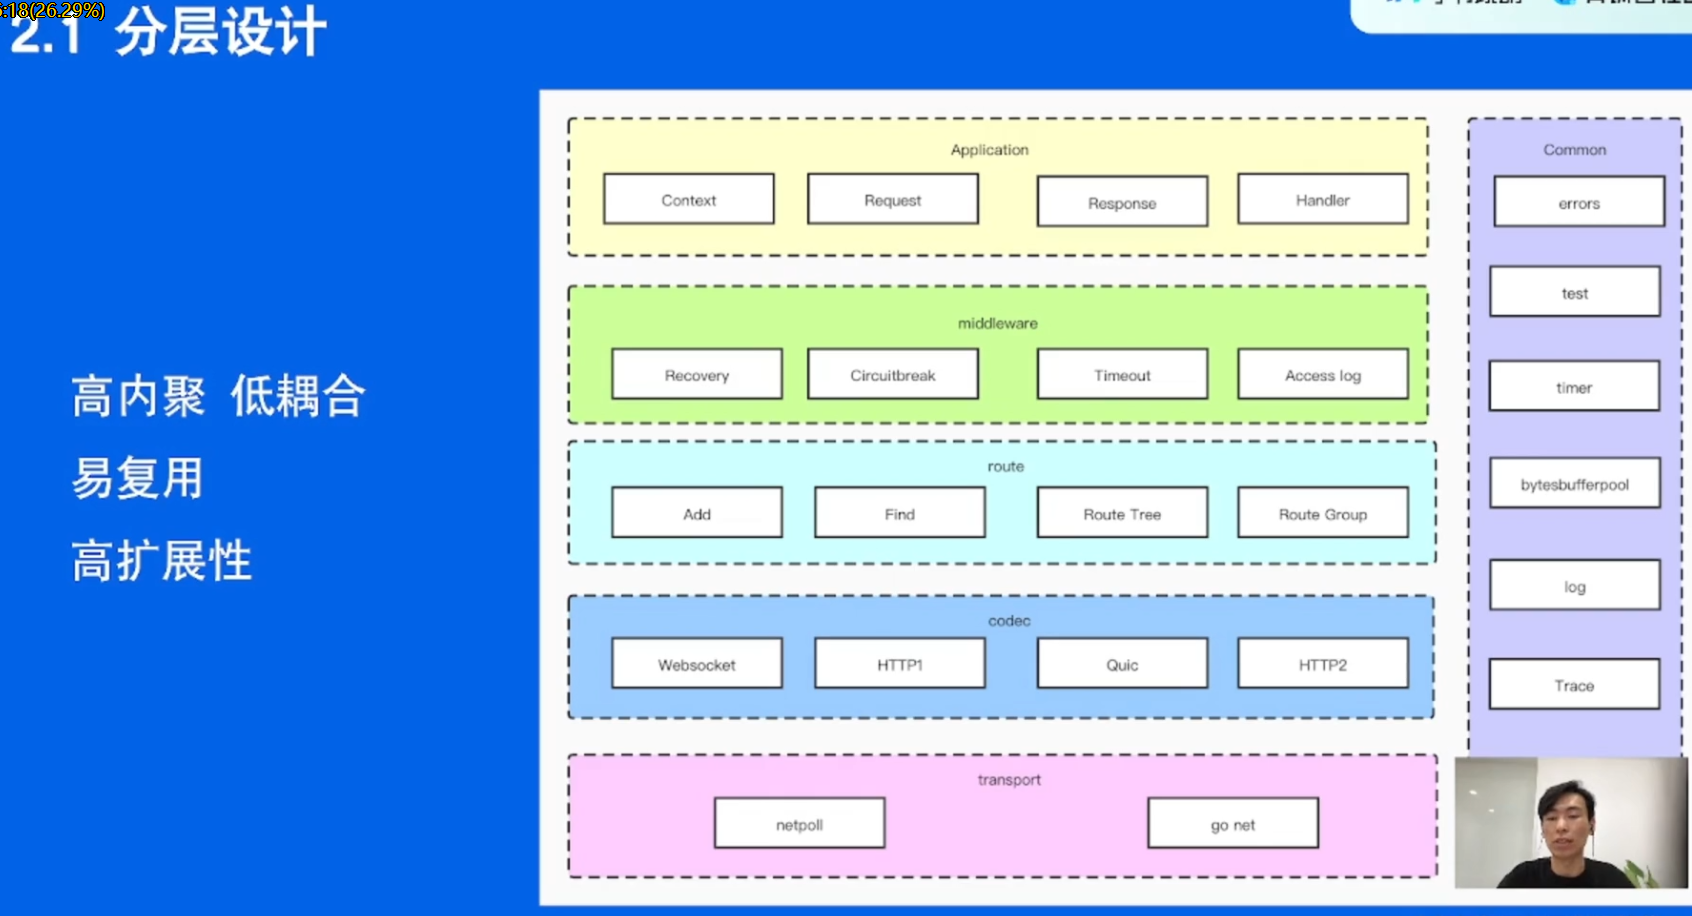 :18(26.29%)
2.1 分层设计
高内聚 低耦合
易复用
高扩展性
Application
Context
Request
Response
Handler
middleware
Recovery
Circuitbreak
Timeout
Access log
route
Add
Find
Route Tree
Route Group
codec
Websocket
HTTP1
Quic
HTTP2
transport
netpoll
go net
Common
errors
test
timer
bytesbufferpool
log
Trace